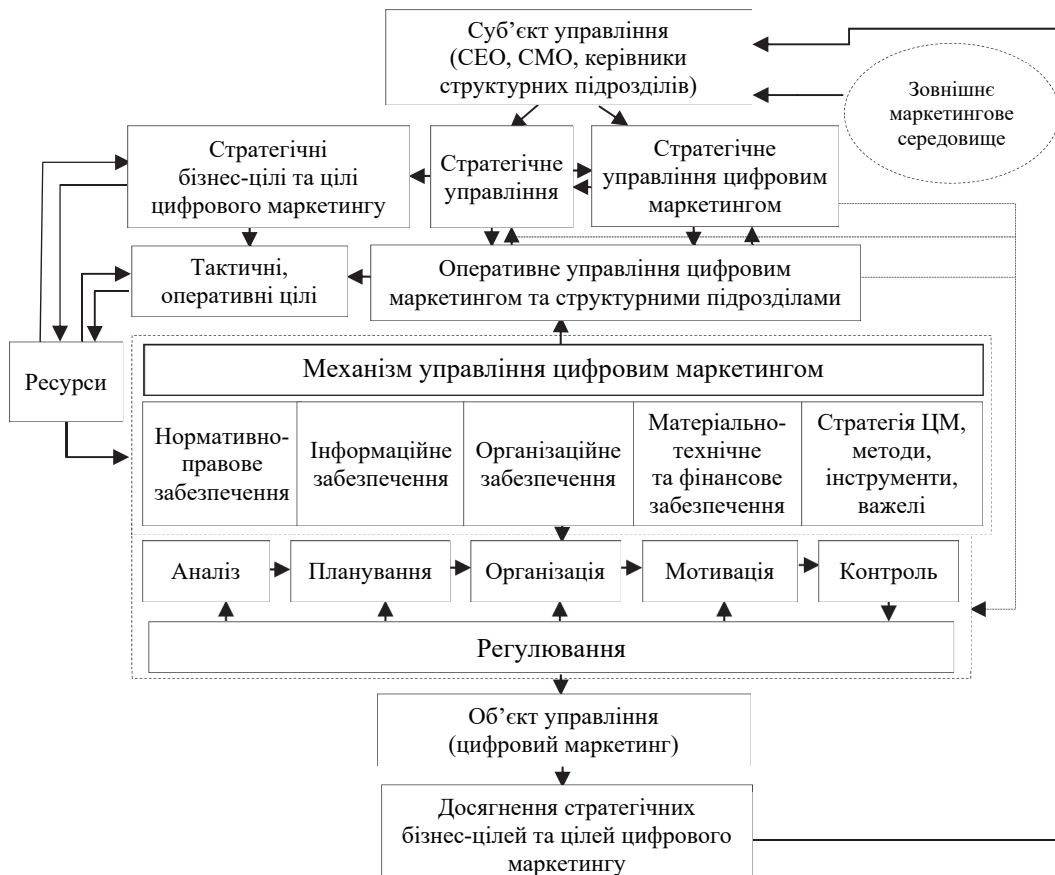 Суб’єкт управління
(CEO, CMO, керівники
структурних підрозділів)
Зовнішнє
маркетингове
середовище
Стратегічні
бізнес-цілі та цілі
цифрового маркетингу
Стратегічне
управління
Стратегічне
управління цифровим
маркетингом
Тактичні,
оперативні цілі
Оперативне управління цифровим
маркетингом та структурними підрозділами
Ресурси
Механізм управління цифровим маркетингом
Нормативно-
правове
забезпечення
Інформаційне
забезпечення
Організаційне
забезпечення
Матеріально-
технічне
та фінансове
забезпечення
Стратегія ЦМ,
методи,
інструменти,
важелі
Аналіз
Планування
Організація
Мотивація
Контроль
Регулювання
Об’єкт управління
(цифровий маркетинг)
Досягнення стратегічних
бізнес-цілей та цілей цифрового
маркетингу